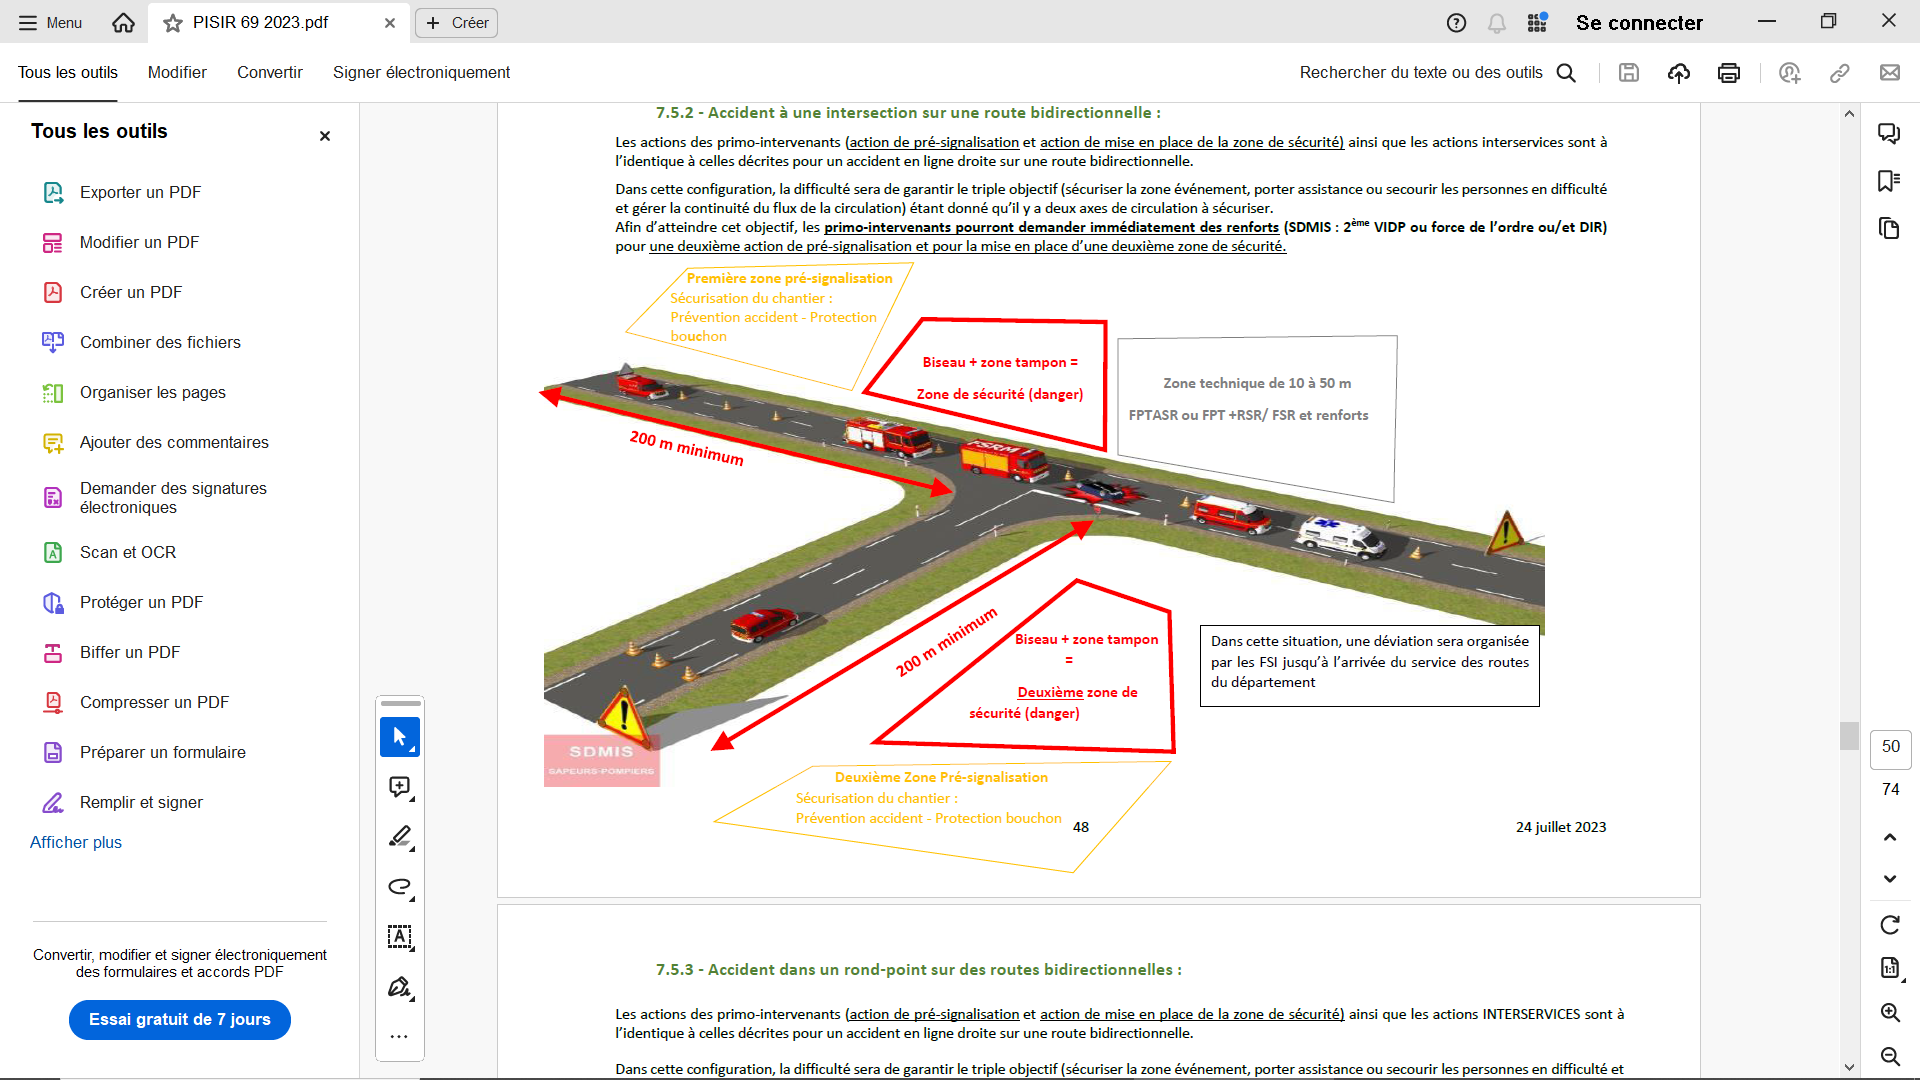 Menu
PISIR 69 2023.pdf
Créer
Se connecter
Tous les outils
Modifier
Convertir
Signer électroniquement
Rechercher du texte ou des outils
Tous les outils
Exporter un PDF
Modifier un PDF
Créer un PDF
Combiner des fichiers
Organiser les pages
Ajouter des commentaires
Demander des signatures
électroniques
Scan et OCR
Protéger un PDF
Biffer un PDF
Compresser un PDF
Préparer un formulaire
Remplir et signer
Afficher plus
Convertir, modifier et signer électroniquement
des formulaires et accords PDF
Essai gratuit de 7 jours
7.5.2 - Accident à une intersection sur une route bidirectionnelle :
Les actions des primo-intervenants (action de pré-signalisation et action de mise en place de la zone de sécurité) ainsi que les actions interservices sont à
l’identique à celles décrites pour un accident en ligne droite sur une route bidirectionnelle.
Dans cette configuration, la difficulté sera de garantir le triple objectif (sécuriser la zone événement, porter assistance ou secourir les personnes en difficulté
et gérer la continuité du flux de la circulation) étant donné qu’il y a deux axes de circulation à sécuriser.
Afin d’atteindre cet objectif, les primo-intervenants pourront demander immédiatement des renforts (SDMIS : 2ème VIDP ou force de l’ordre ou/et DIR)
pour une deuxième action de pré-signalisation et pour la mise en place d’une deuxième zone de sécurité.
Première zone pré-signalisation
Sécurisation du chantier :
Prévention accident - Protection
bouchon
Biseau + zone tampon =
Zone de sécurité (danger)
Zone technique de 10 à 50 m
FPTASR ou FPT +RSR/ FSR et renforts
200 m minimum
FSRM
200 m minimum
Biseau + zone tampon
=
Deuxième zone de
sécurité (danger)
Dans cette situation, une déviation sera organisée
par les FSI jusqu’à l’arrivée du service des routes
du département
SDMIS
SAPEURS-POMPIERS
Deuxième Zone Pré-signalisation
Sécurisation du chantier :
Prévention accident - Protection bouchon
48
24 juillet 2023
7.5.3 - Accident dans un rond-point sur des routes bidirectionnelles :
Les actions des primo-intervenants (action de pré-signalisation et action de mise en place de la zone de sécurité) ainsi que les actions INTERSERVICES sont à
l’identique à celles décrites pour un accident en ligne droite sur une route bidirectionnelle.
Dans cette configuration, la difficulté sera de garantir le triple objectif (sécuriser la zone événement, porter assistance ou secourir les personnes en difficulté et
50
74